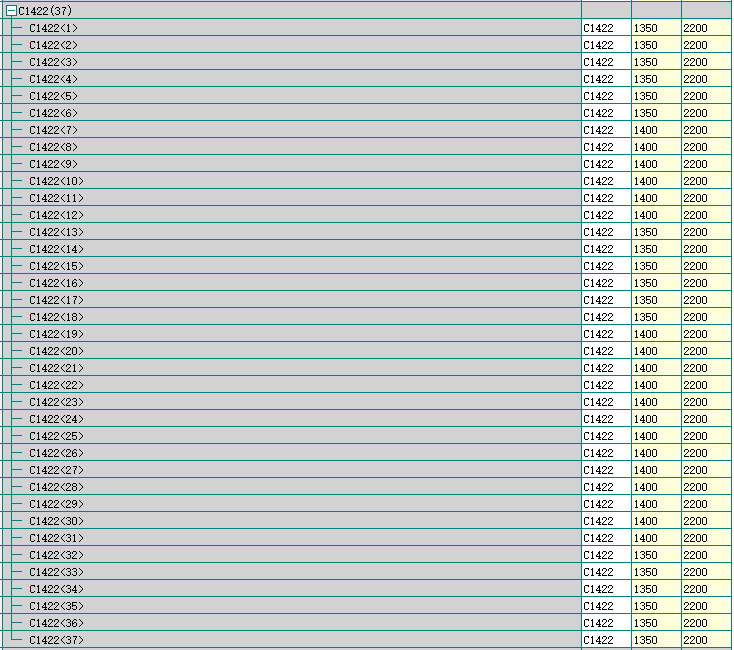 C1422(37)
C1422<1> C1422 1350 2200
C1422<2> C1422 1350 2200
C1422<3> C1422 1350 2200
C1422<4> C1422 1350 2200
C1422<5> C1422 1350 2200
C1422<6> C1422 1350 2200
C1422<7> C1422 1400 2200
C1422<8> C1422 1400 2200
C1422<9> C1422 1400 2200
C1422<10> C1422 1400 2200
C1422<11> C1422 1400 2200
C1422<12> C1422 1400 2200
C1422<13> C1422 1350 2200
C1422<14> C1422 1350 2200
C1422<15> C1422 1350 2200
C1422<16> C1422 1350 2200
C1422<17> C1422 1350 2200
C1422<18> C1422 1350 2200
C1422<19> C1422 1400 2200
C1422<20> C1422 1400 2200
C1422<21> C1422 1400 2200
C1422<22> C1422 1400 2200
C1422<23> C1422 1400 2200
C1422<24> C1422 1400 2200
C1422<25> C1422 1400 2200
C1422<26> C1422 1400 2200
C1422<27> C1422 1400 2200
C1422<28> C1422 1400 2200
C1422<29> C1422 1400 2200
C1422<30> C1422 1400 2200
C1422<31> C1422 1400 2200
C1422<32> C1422 1350 2200
C1422<33> C1422 1350 2200
C1422<34> C1422 1350 2200
C1422<35> C1422 1350 2200
C1422<36> C1422 1350 2200
C1422<37> C1422 1350 2200